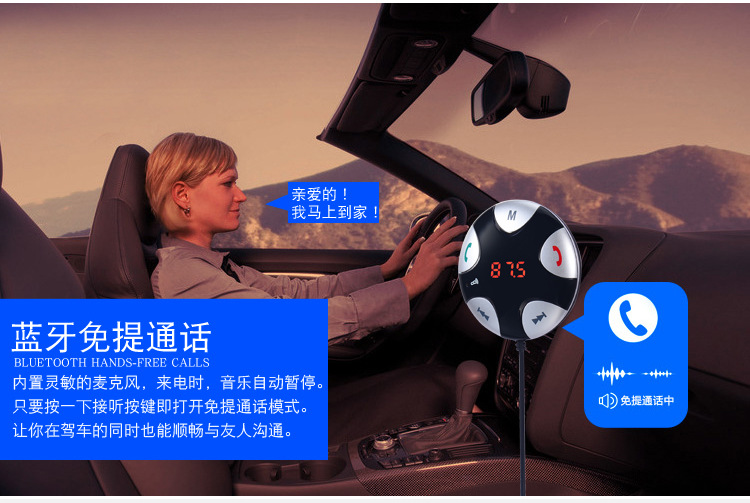 亲爱的！
我马上到家！
M
87.5
免提通话中
蓝牙免提通话
BLUETOOTH HANDS-FREE CALLS
内置灵敏的麦克风，来电时，音乐自动暂停。
只要按一下接听按键即打开免提通话模式。
让你在驾车的同时也能顺畅与友人沟通。